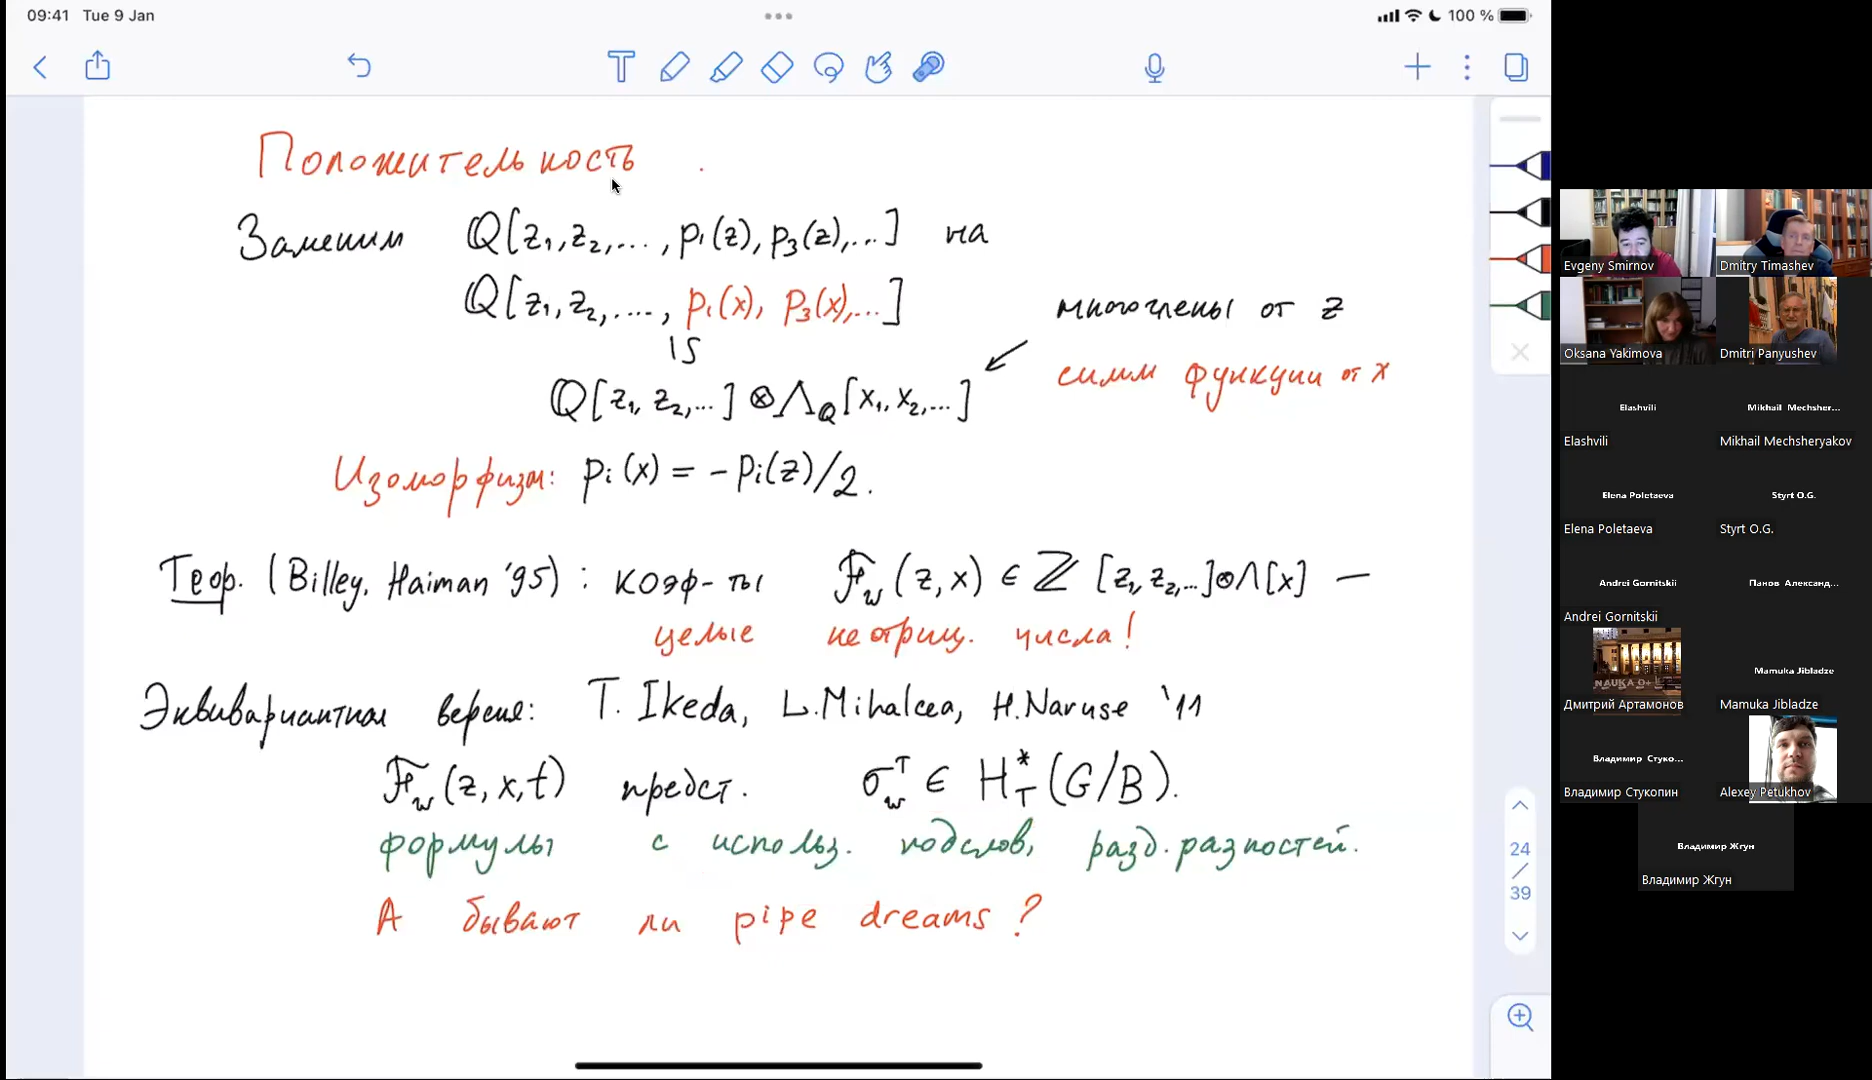 09:41 Tue 9 Jan
100 %
Положительность.
Заменим ℚ[z₁, z₂, ..., p₁(z), p₃(z), ...] на
ℚ[z₁, z₂, ..., p₁(x), p₃(x), ...]
ℚ[z₁, z₂, ...] ⊗ Λ_ℚ[x₁, x₂, ...]
многочлены от z
симм функции от x
Изоморфизм: pᵢ(x) = - pᵢ(z)/2.
Теор. (Billey, Haiman '95): коэф-ты 𝔉_w(z,x) ∈ ℤ[z₁, z₂, ...]⊗Λ[x] —
целые неотриц. числа!
Эквивариантная версия: T. Ikeda, L. Mihalcea, H. Naruse '11
𝔉_w(z,x,t) предст. σ_w^T ∈ H_T^*(G/B).
формулы с использ. подслов, разд. разностей.
А бывают ли pipe dreams?
24
/
39
Evgeny Smirnov
Dmitry Timashev
Oksana Yakimova
Dmitri Panyushev
Elashvili
Elashvili
Mikhail Mechsher...
Mikhail Mechsheryakov
Elena Poletaeva
Elena Poletaeva
Styrt O.G.
Styrt O.G.
Andrei Gornitskii
Andrei Gornitskii
Панов Александ...
NAUKA 0+
Дмитрий Артамонов
Mamuka Jibladze
Mamuka Jibladze
Владимир Стуко...
Владимир Стукопин
Alexey Petukhov
Владимир Жгун
Владимир Жгун